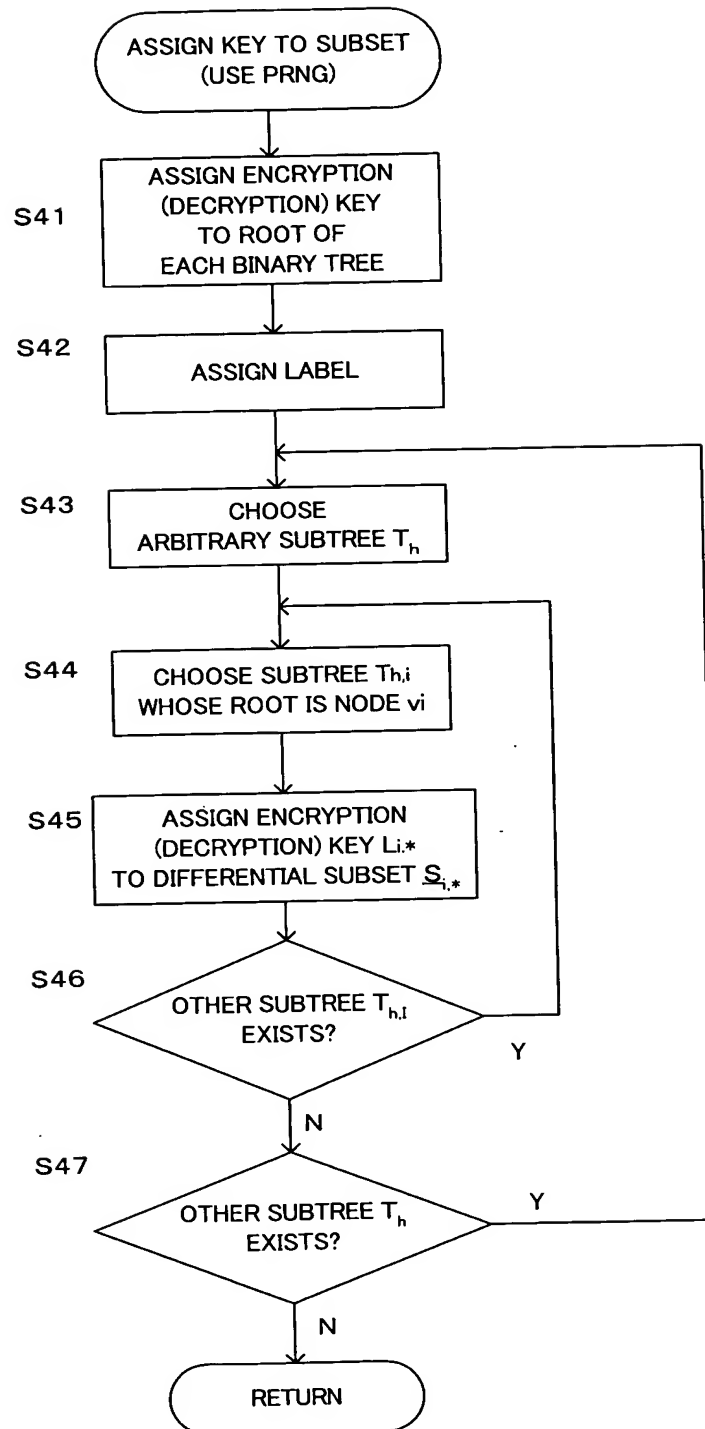 ASSIGN KEY TO SUBSET
(USE PRNG)
S41
ASSIGN ENCRYPTION
(DECRYPTION) KEY
TO ROOT OF
EACH BINARY TREE
S42
ASSIGN LABEL
S43
CHOOSE
ARBITRARY SUBTREE Th
S44
CHOOSE SUBTREE Th,i
WHOSE ROOT IS NODE vi
S45
ASSIGN ENCRYPTION
(DECRYPTION) KEY Li,*
TO DIFFERENTIAL SUBSET Si,*
S46
OTHER SUBTREE Th,I
EXISTS?
Y
N
S47
OTHER SUBTREE Th
EXISTS?
Y
N
RETURN